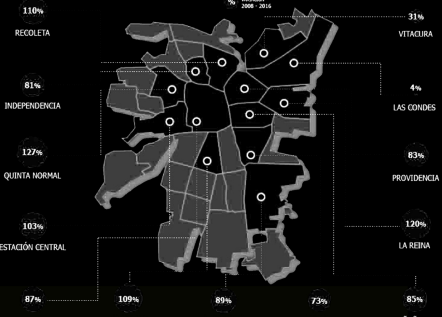 %
2008 - 2016
110%
RECOLETA
31%
VITACURA
81%
INDEPENDENCIA
4%
LAS CONDES
127%
QUINTA NORMAL
83%
PROVIDENCIA
103%
ESTACIÓN CENTRAL
120%
LA REINA
87%
109%
89%
73%
85%